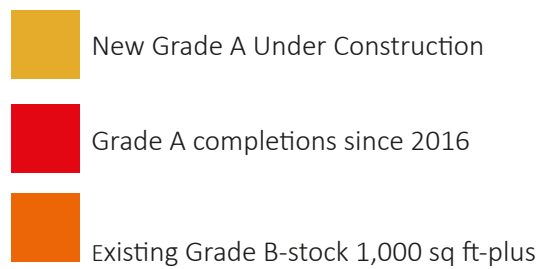 New Grade A Under Construction
Grade A completions since 2016
Existing Grade B-stock 1,000 sq ft-plus